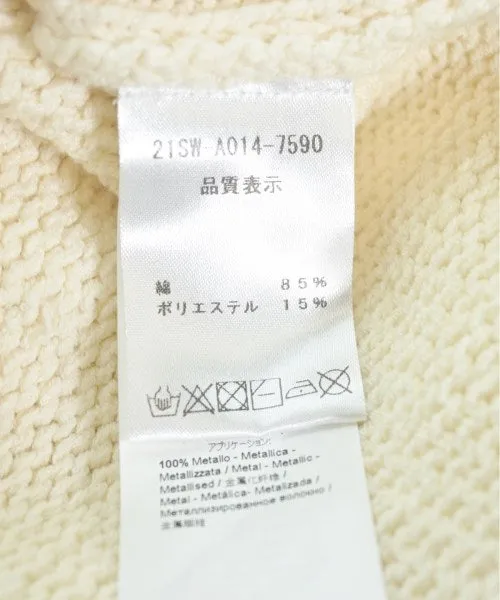 21SW-A014-7590
品質表示
綿 85%
ポリエステル 15%
アプリケーション:
100% Metallo - Metallica -
Metallizzata / Metal - Metallic -
Metallised / 金属化纤维 /
Metal - Metálica- Metalizada /
Металлизированное волокно /
金属繊維